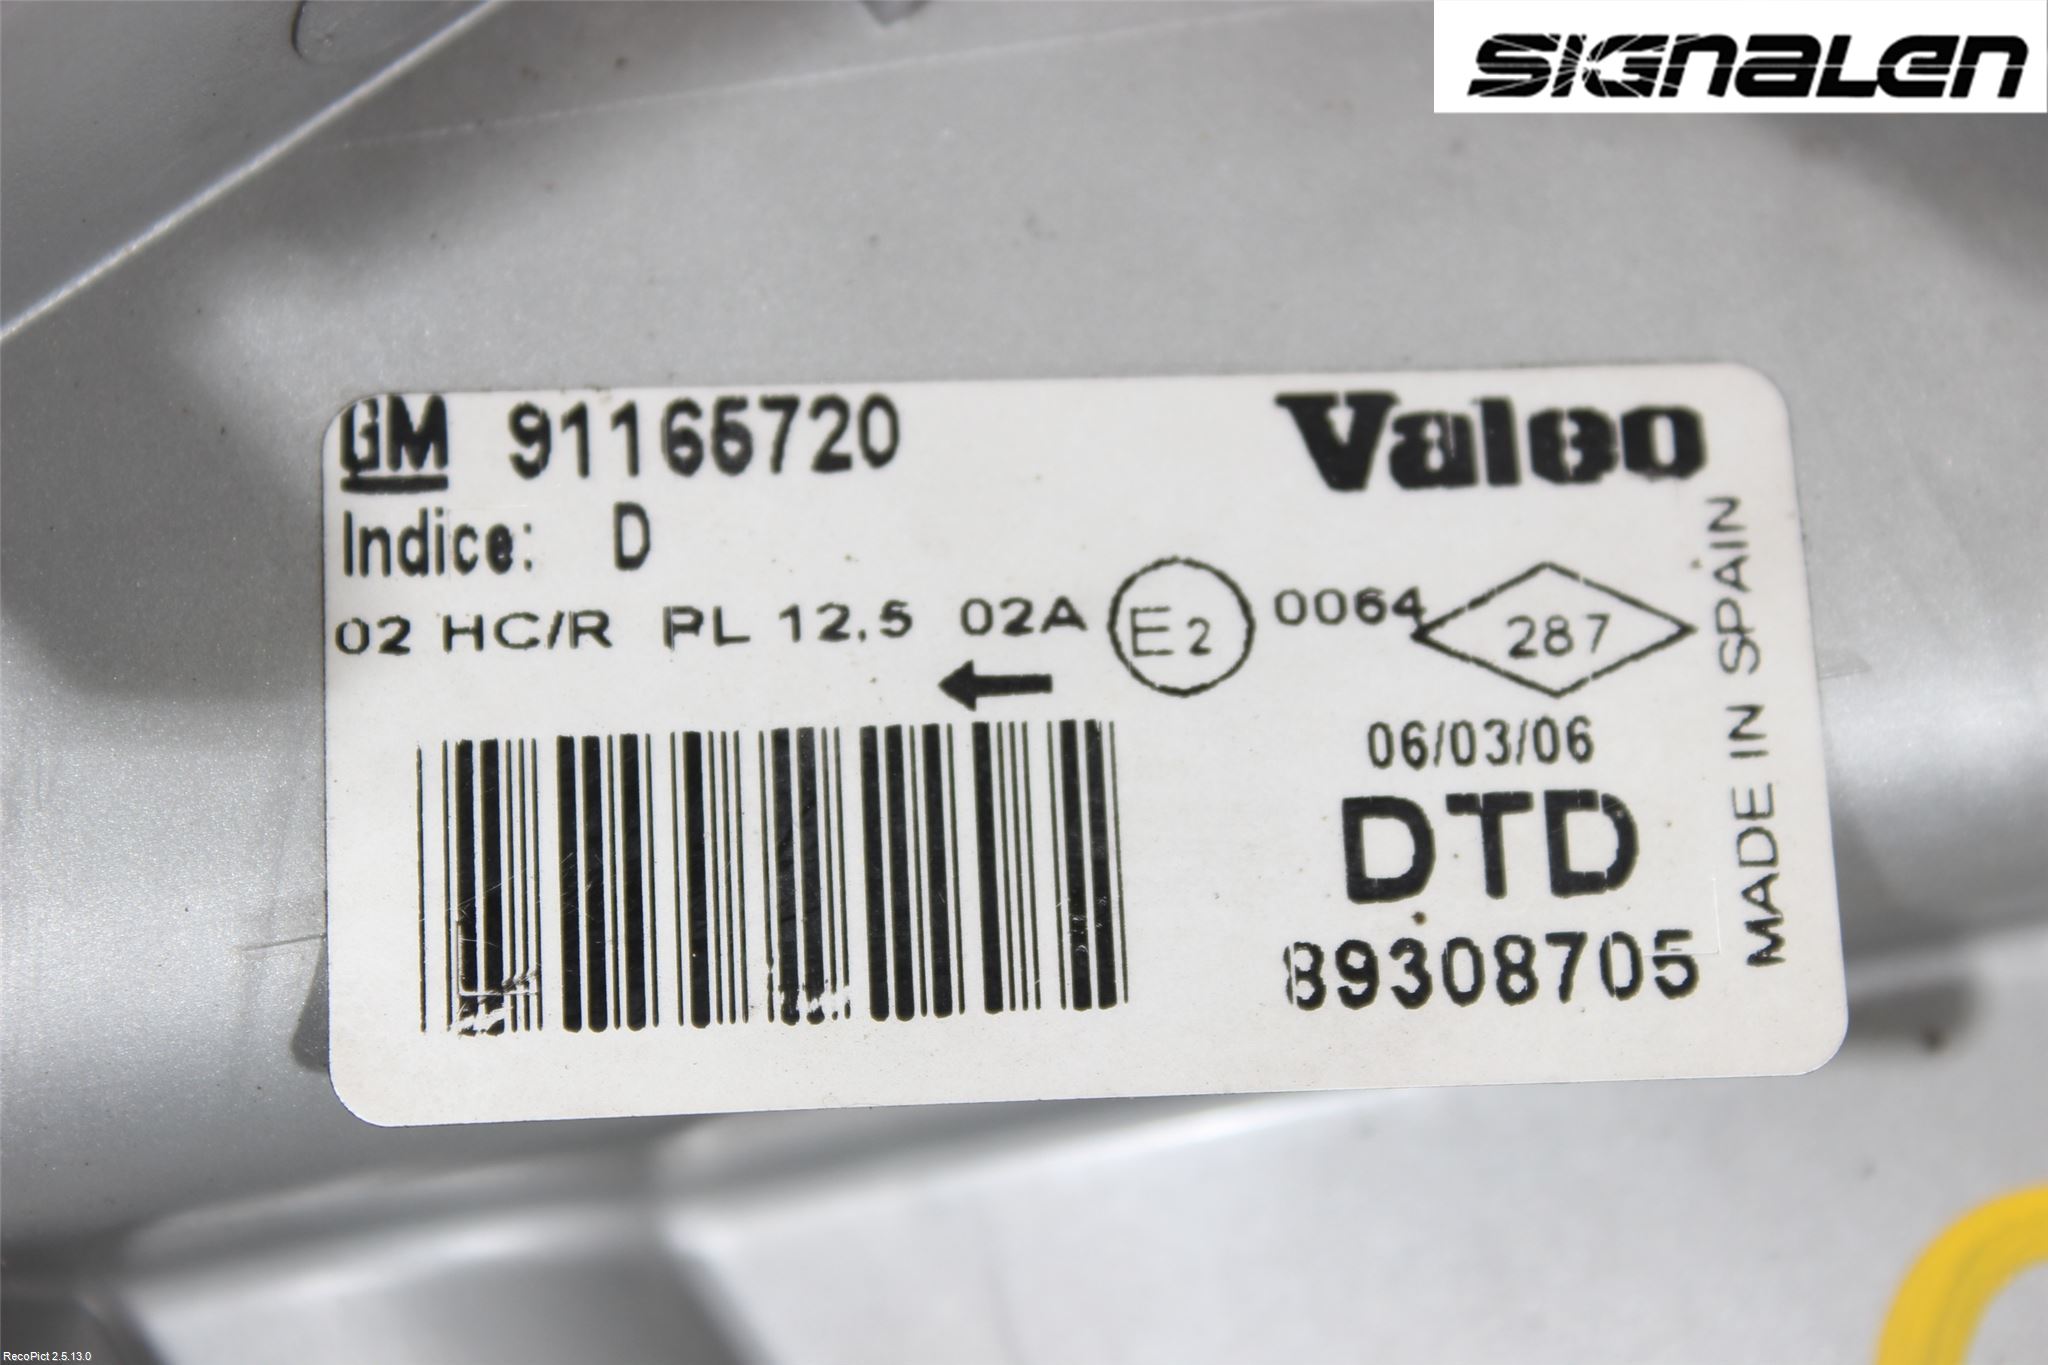 SIGNALEN
GM 91165720
Valeo
Indice: D
02 HC/R PL 12,5 02A E2 0064 287
06/03/06
DTD
89308705
MADE IN SPAIN
RecoPict 2.5.13.0